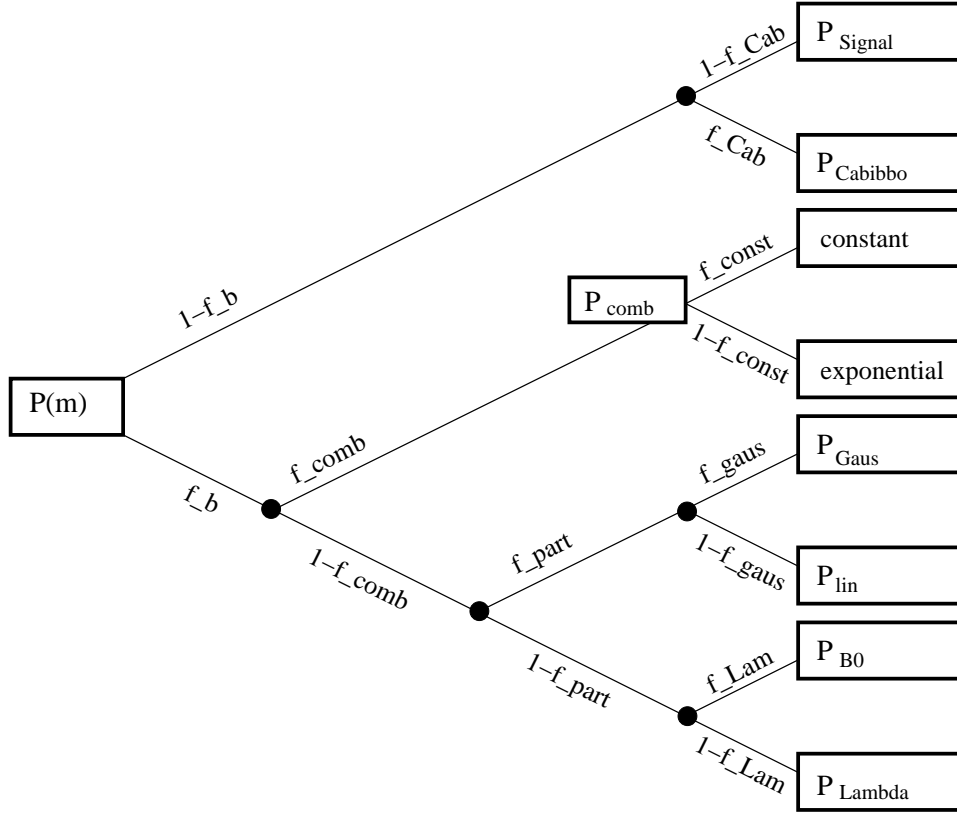 P Signal
1−f_Cab
f_Cab
P Cabibbo
constant
f_const
P comb
1−f_b
1−f_const
exponential
P(m)
f_comb
f_gaus
P Gaus
f_b
f_part
1−f_comb
1−f_gaus
P lin
f_Lam
P B0
1−f_part
1−f_Lam
P Lambda